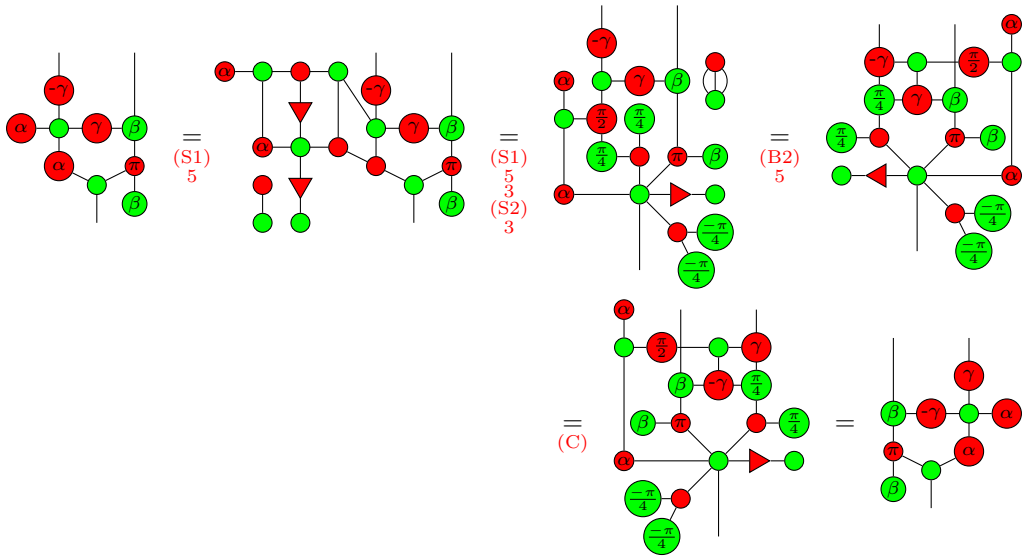 -γ
α γ β
α π
β
=
(S1)
5
α
α
-γ
γ β
π
β
=
(S1)
5
3
(S2)
3
-γ
α γ β
π/2 π/4
π/4 π β
α
-π/4
-π/4
=
(B2)
5
α
-γ π/2
π/4 γ β
π/4 π β
α
-π/4
-π/4
=
(C)
α
π/2 γ
β -γ π/4
β π π/4
α
-π/4
-π/4
=
γ
β -γ α
π α
β